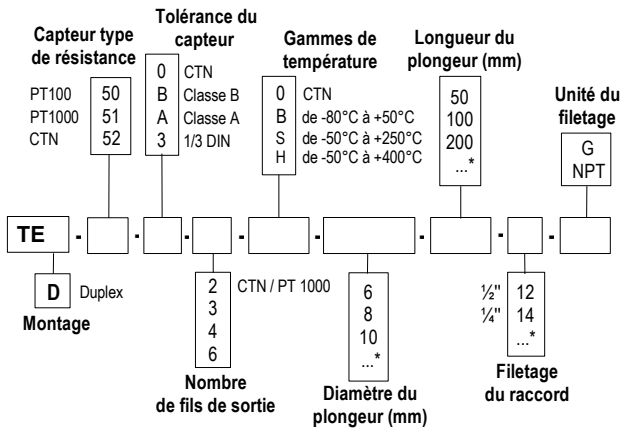 Capteur type
de résistance
PT100 50
PT1000 51
CTN 52
Tolérance du
capteur
0 CTN
B Classe B
A Classe A
3 1/3 DIN
Gammes de
température
0 CTN
B de -80°C à +50°C
S de -50°C à +250°C
H de -50°C à +400°C
Longueur du
plongeur (mm)
50
100
200
...*
Unité du
filetage
G
NPT
TE - - - - - - - -
D Duplex
Montage
2 CTN / PT 1000
3
4
6
Nombre
de fils de sortie
6
8
10
...*
Diamètre du
plongeur (mm)
½" 12
¼" 14
...*
Filetage
du raccord